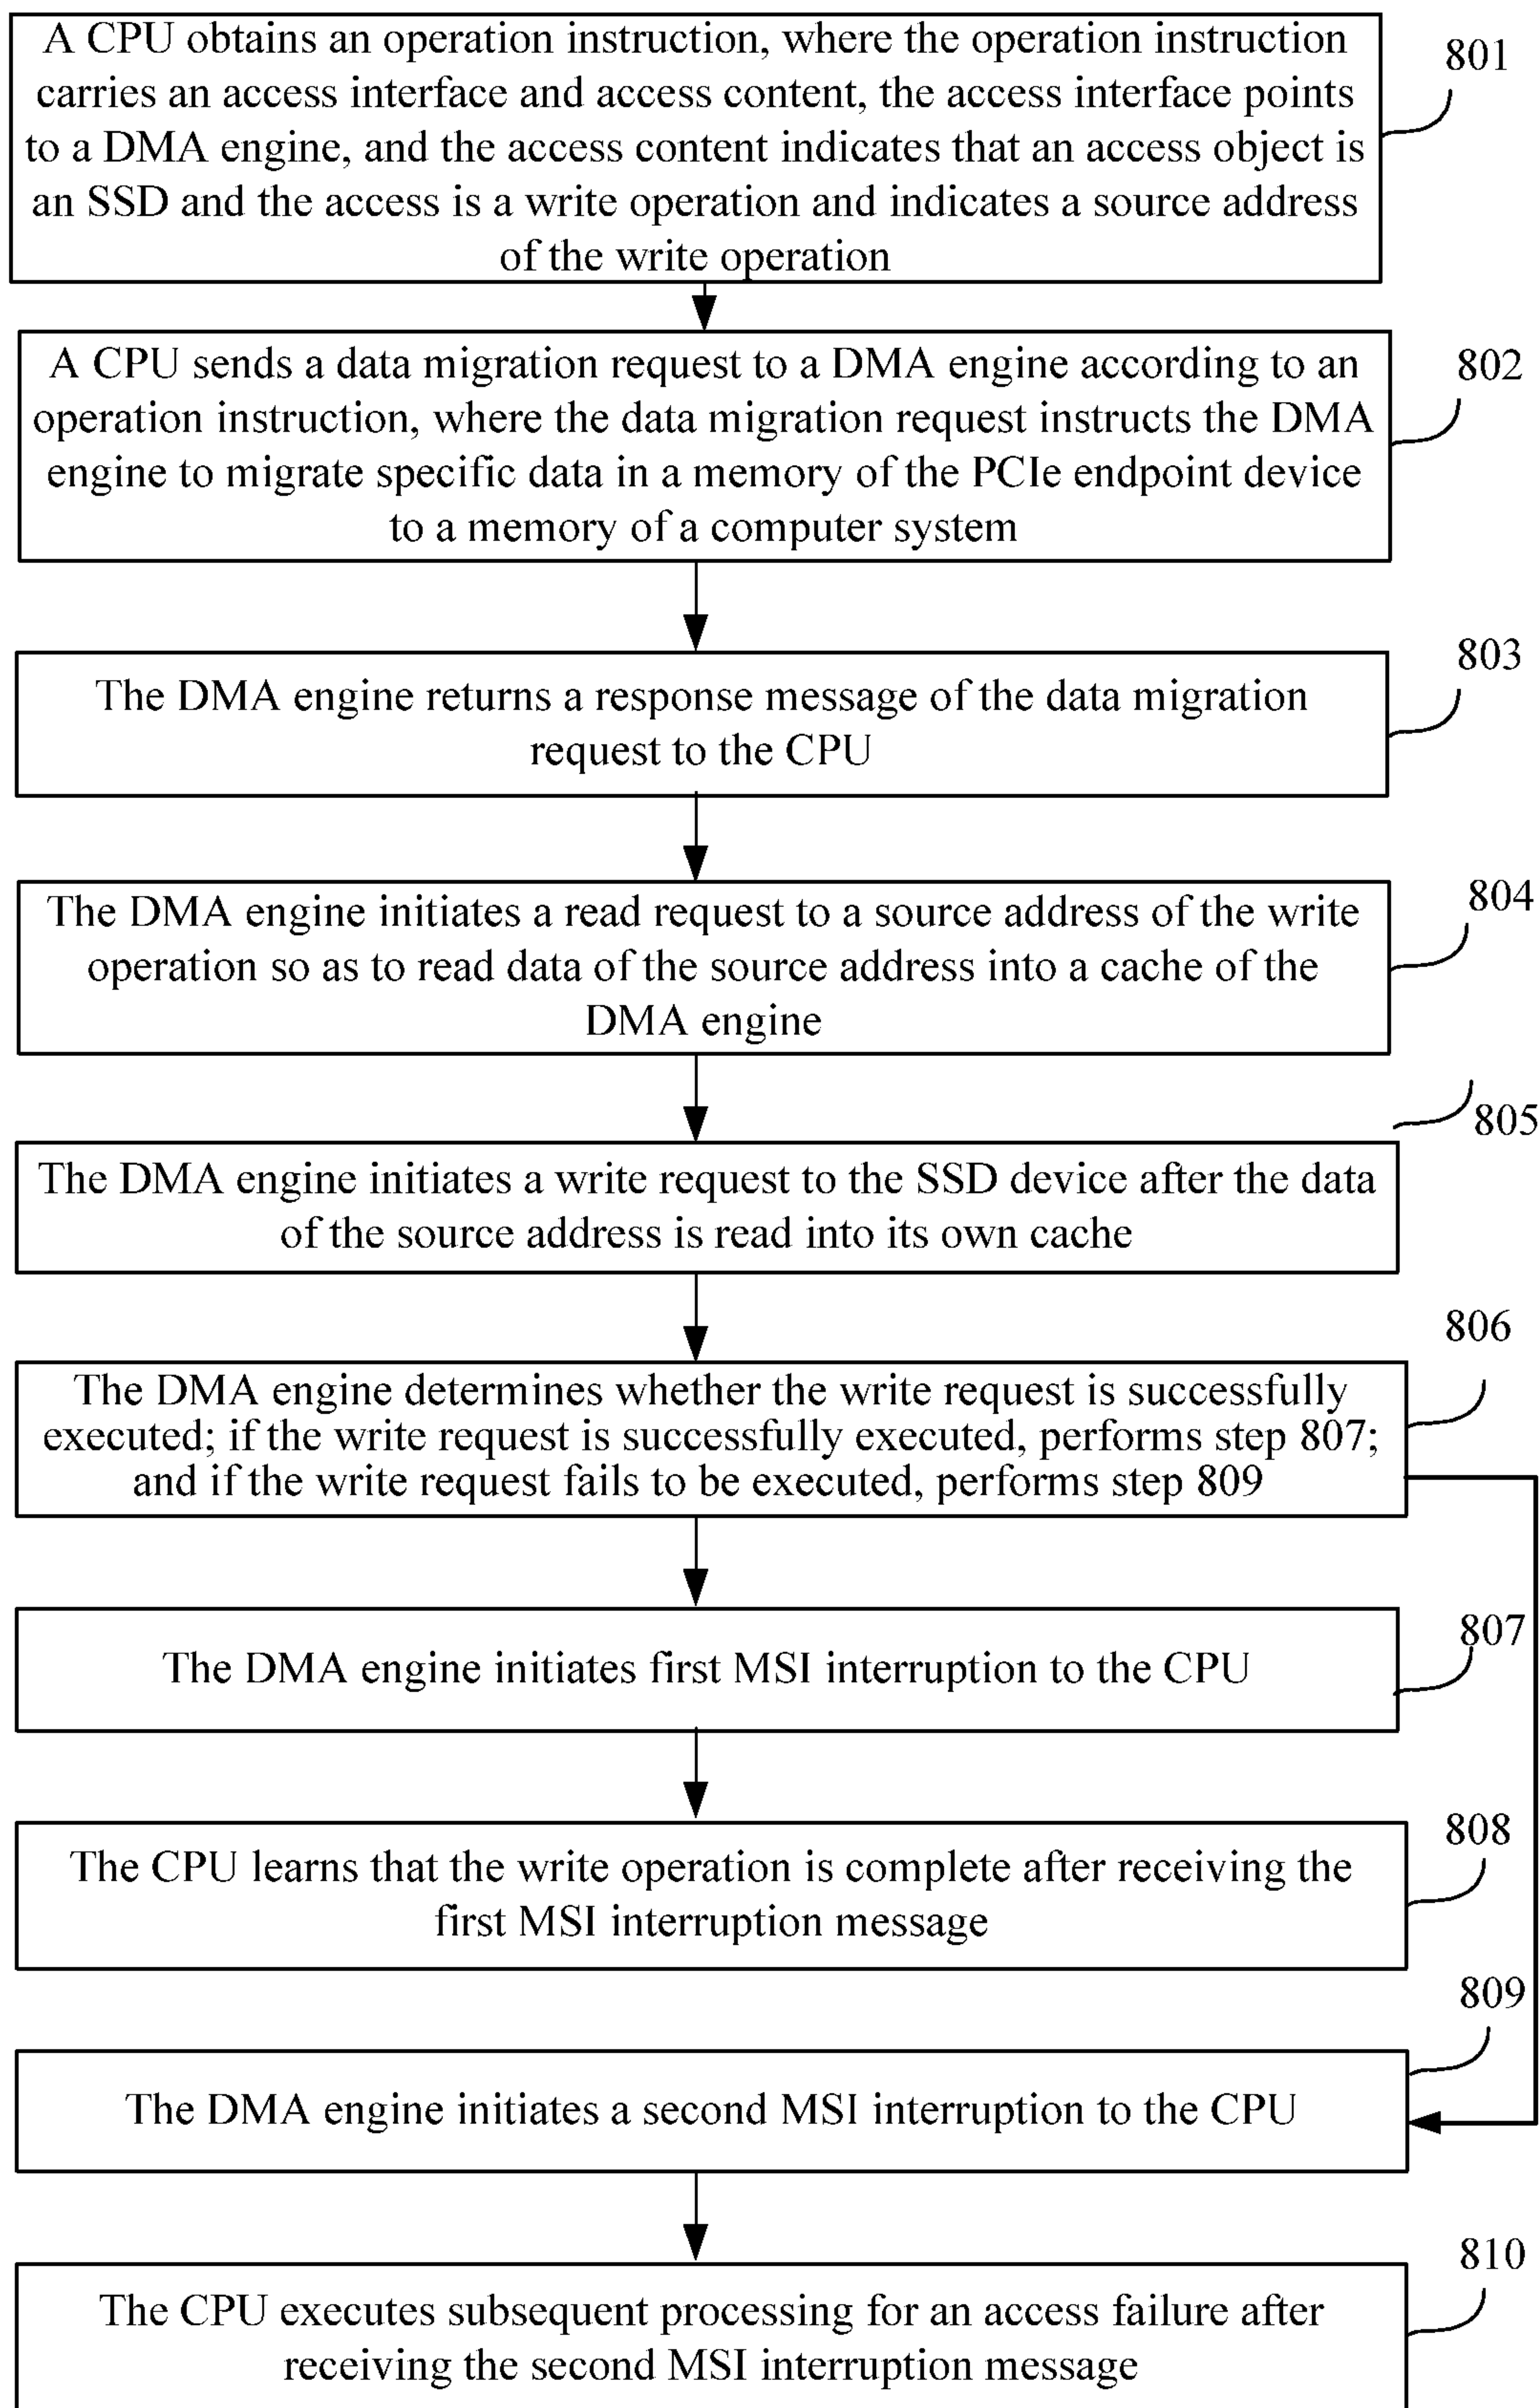 A CPU obtains an operation instruction, where the operation instruction
carries an access interface and access content, the access interface points
to a DMA engine, and the access content indicates that an access object is
an SSD and the access is a write operation and indicates a source address
of the write operation
801
A CPU sends a data migration request to a DMA engine according to an
operation instruction, where the data migration request instructs the DMA
engine to migrate specific data in a memory of the PCIe endpoint device
to a memory of a computer system
802
The DMA engine returns a response message of the data migration
request to the CPU
803
The DMA engine initiates a read request to a source address of the write
operation so as to read data of the source address into a cache of the
DMA engine
804
The DMA engine initiates a write request to the SSD device after the data
of the source address is read into its own cache
805
The DMA engine determines whether the write request is successfully
executed; if the write request is successfully executed, performs step 807;
and if the write request fails to be executed, performs step 809
806
The DMA engine initiates first MSI interruption to the CPU
807
The CPU learns that the write operation is complete after receiving the
first MSI interruption message
808
The DMA engine initiates a second MSI interruption to the CPU
809
The CPU executes subsequent processing for an access failure after
receiving the second MSI interruption message
810